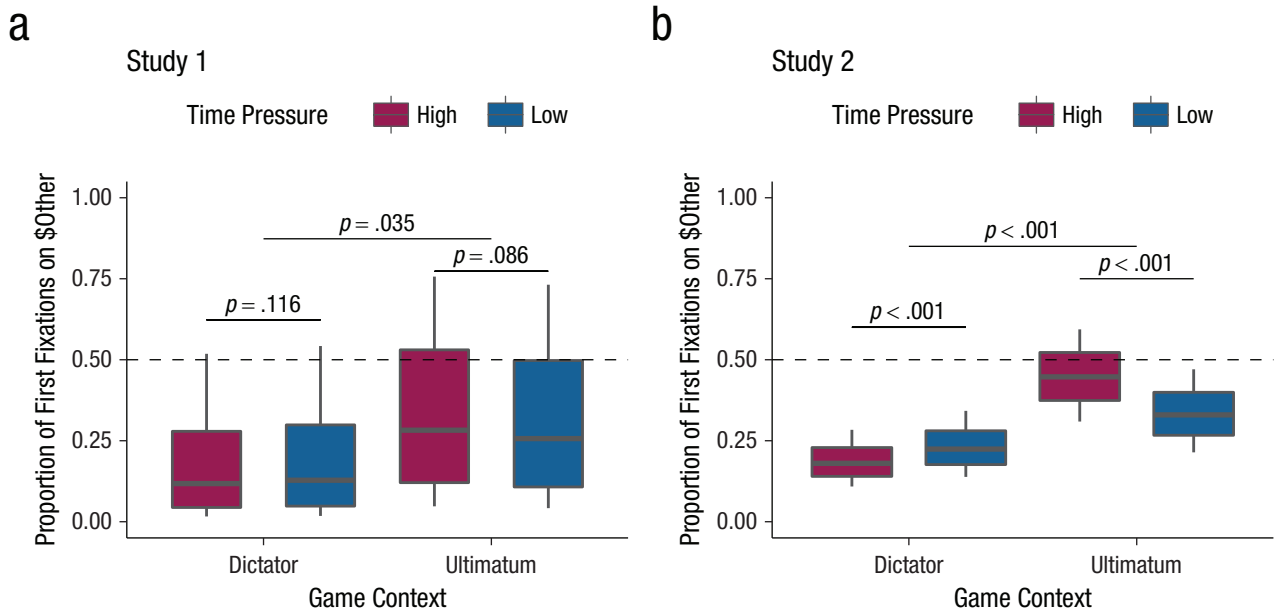 a
Study 1
Time Pressure High Low
Proportion of First Fixations on $Other
1.00
0.75
0.50
0.25
0.00
p = .035
p = .086
p = .116
Dictator Ultimatum
Game Context
b
Study 2
Time Pressure High Low
Proportion of First Fixations on $Other
1.00
0.75
0.50
0.25
0.00
p < .001
p < .001
p < .001
Dictator Ultimatum
Game Context